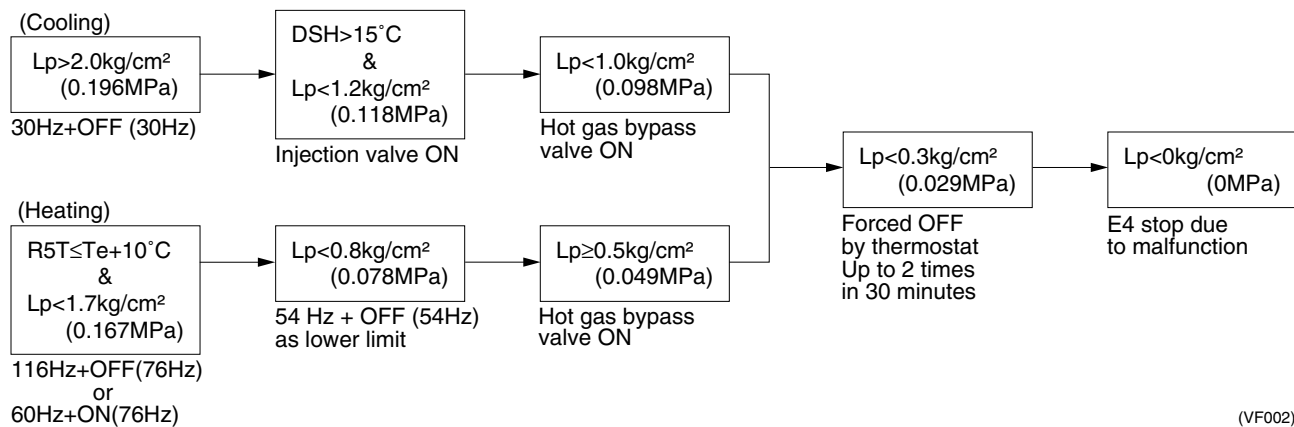 (Cooling)
Lp>2.0kg/cm²
(0.196MPa)
30Hz+OFF (30Hz)
DSH>15˚C
&
Lp<1.2kg/cm²
(0.118MPa)
Injection valve ON
Lp<1.0kg/cm²
(0.098MPa)
Hot gas bypass
valve ON
(Heating)
R5T≤Te+10˚C
&
Lp<1.7kg/cm²
(0.167MPa)
116Hz+OFF(76Hz)
or
60Hz+ON(76Hz)
Lp<0.8kg/cm²
(0.078MPa)
54 Hz + OFF (54Hz)
as lower limit
Lp≥0.5kg/cm²
(0.049MPa)
Hot gas bypass
valve ON
Lp<0.3kg/cm²
(0.029MPa)
Forced OFF
by thermostat
Up to 2 times
in 30 minutes
Lp<0kg/cm²
(0MPa)
E4 stop due
to malfunction
(VF002)